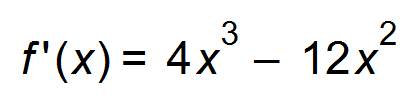 f'(x) = 4x³ – 12x²